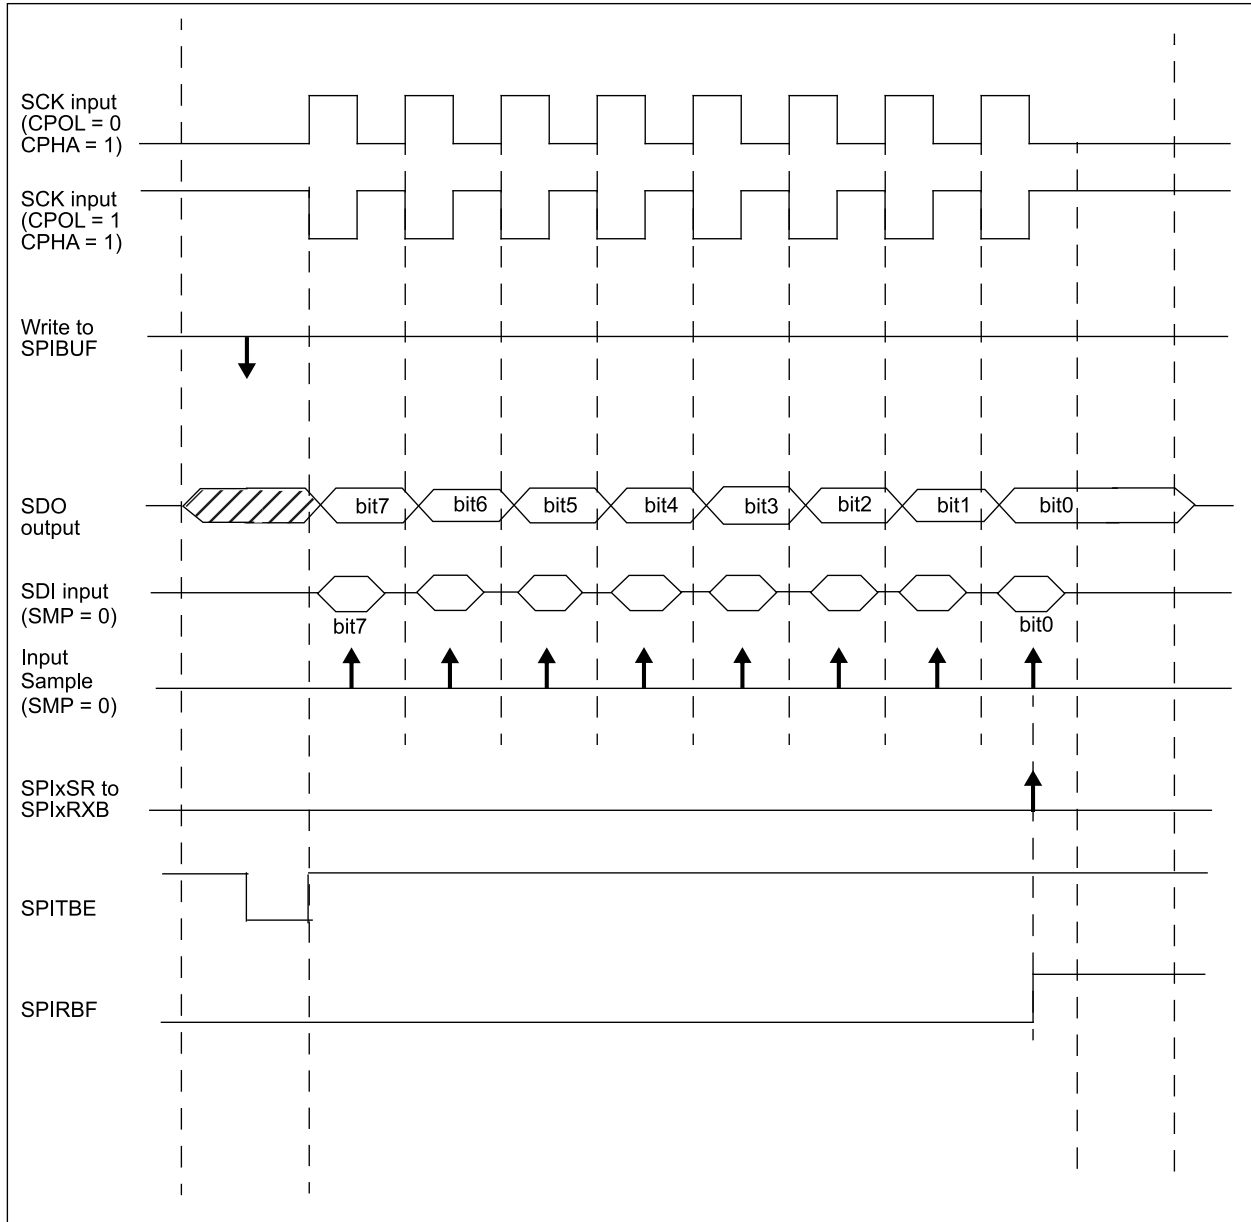 SCK input
(CPOL = 0
CPHA = 1)
SCK input
(CPOL = 1
CPHA = 1)
Write to
SPIBUF
SDO
output
bit7 bit6 bit5 bit4 bit3 bit2 bit1 bit0
SDI input
(SMP = 0)
bit7 bit0
Input
Sample
(SMP = 0)
SPIxSR to
SPIxRXB
SPITBE
SPIRBF